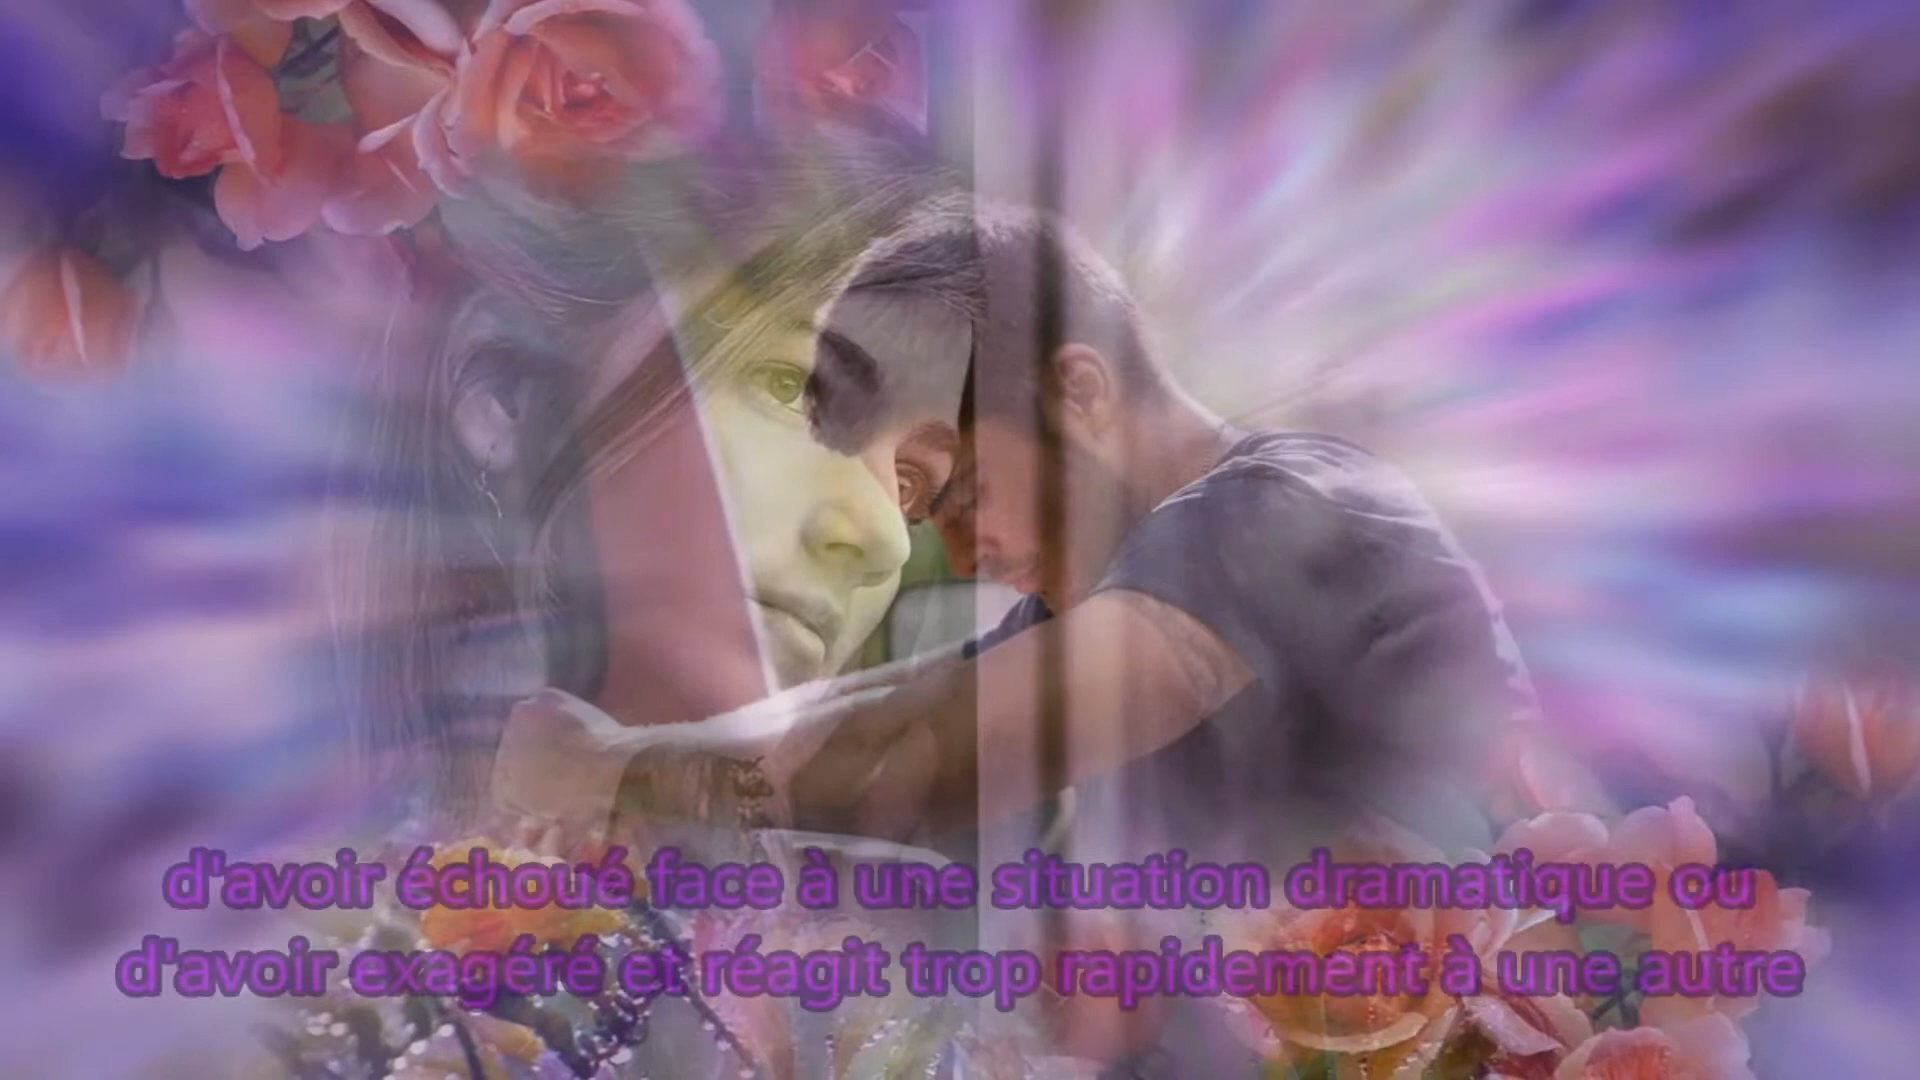 d'avoir échoué face à une situation dramatique ou
d'avoir exagéré et réagit trop rapidement à une autre